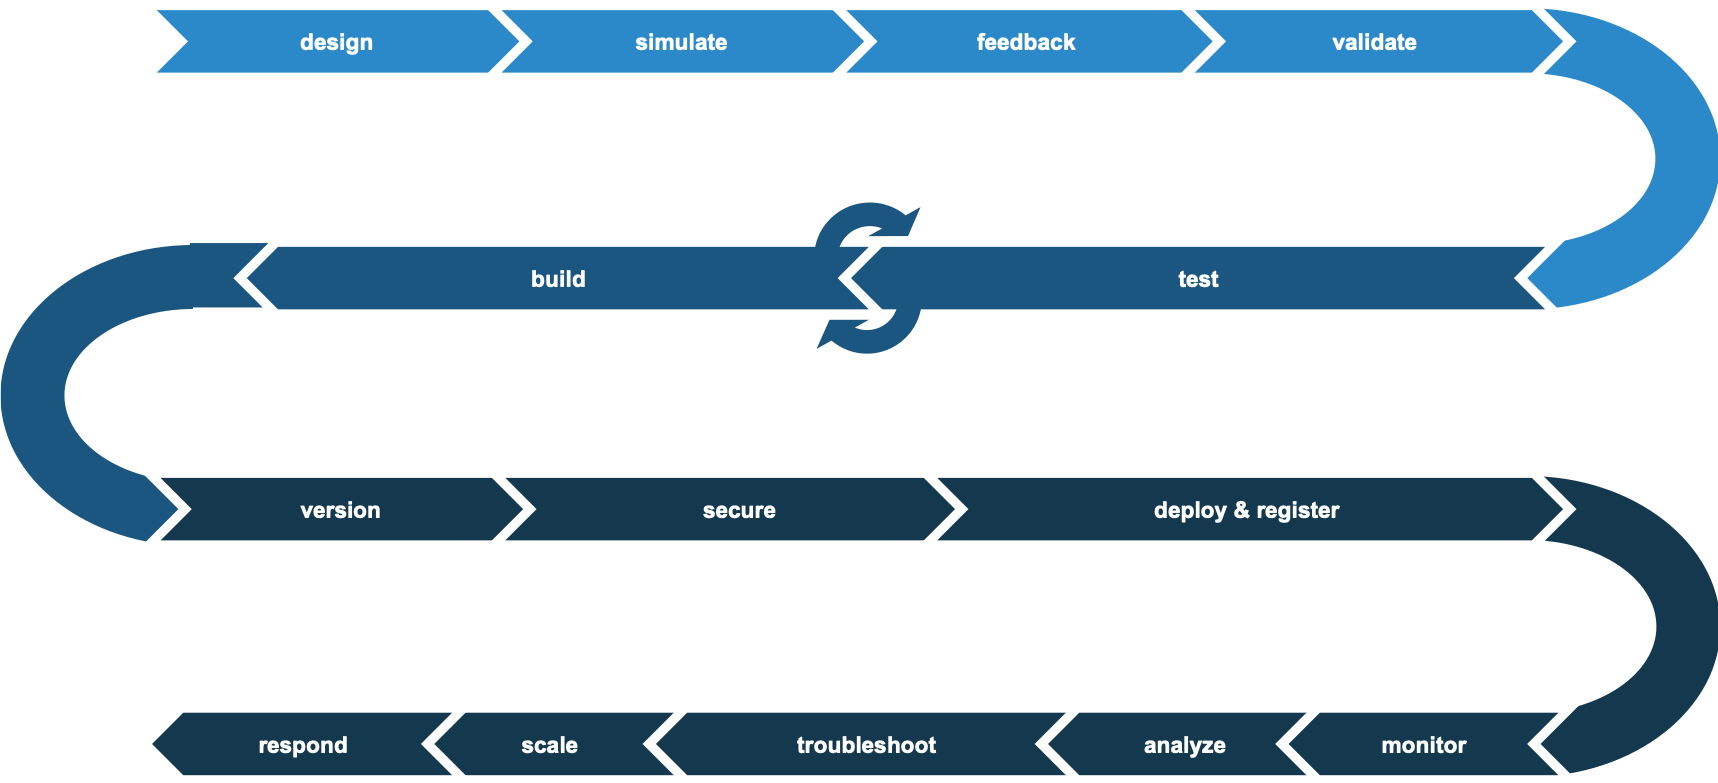 design
simulate
feedback
validate
build
test
version
secure
deploy & register
respond
scale
troubleshoot
analyze
monitor